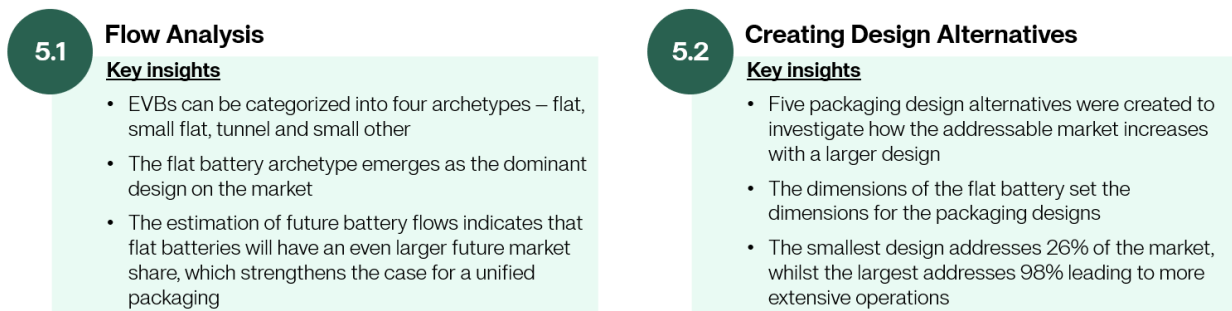 5.1
Flow Analysis
Key insights
• EVBs can be categorized into four archetypes – flat,
small flat, tunnel and small other
• The flat battery archetype emerges as the dominant
design on the market
• The estimation of future battery flows indicates that
flat batteries will have an even larger future market
share, which strengthens the case for a unified
packaging
5.2
Creating Design Alternatives
Key insights
• Five packaging design alternatives were created to
investigate how the addressable market increases
with a larger design
• The dimensions of the flat battery set the
dimensions for the packaging designs
• The smallest design addresses 26% of the market,
whilst the largest addresses 98% leading to more
extensive operations